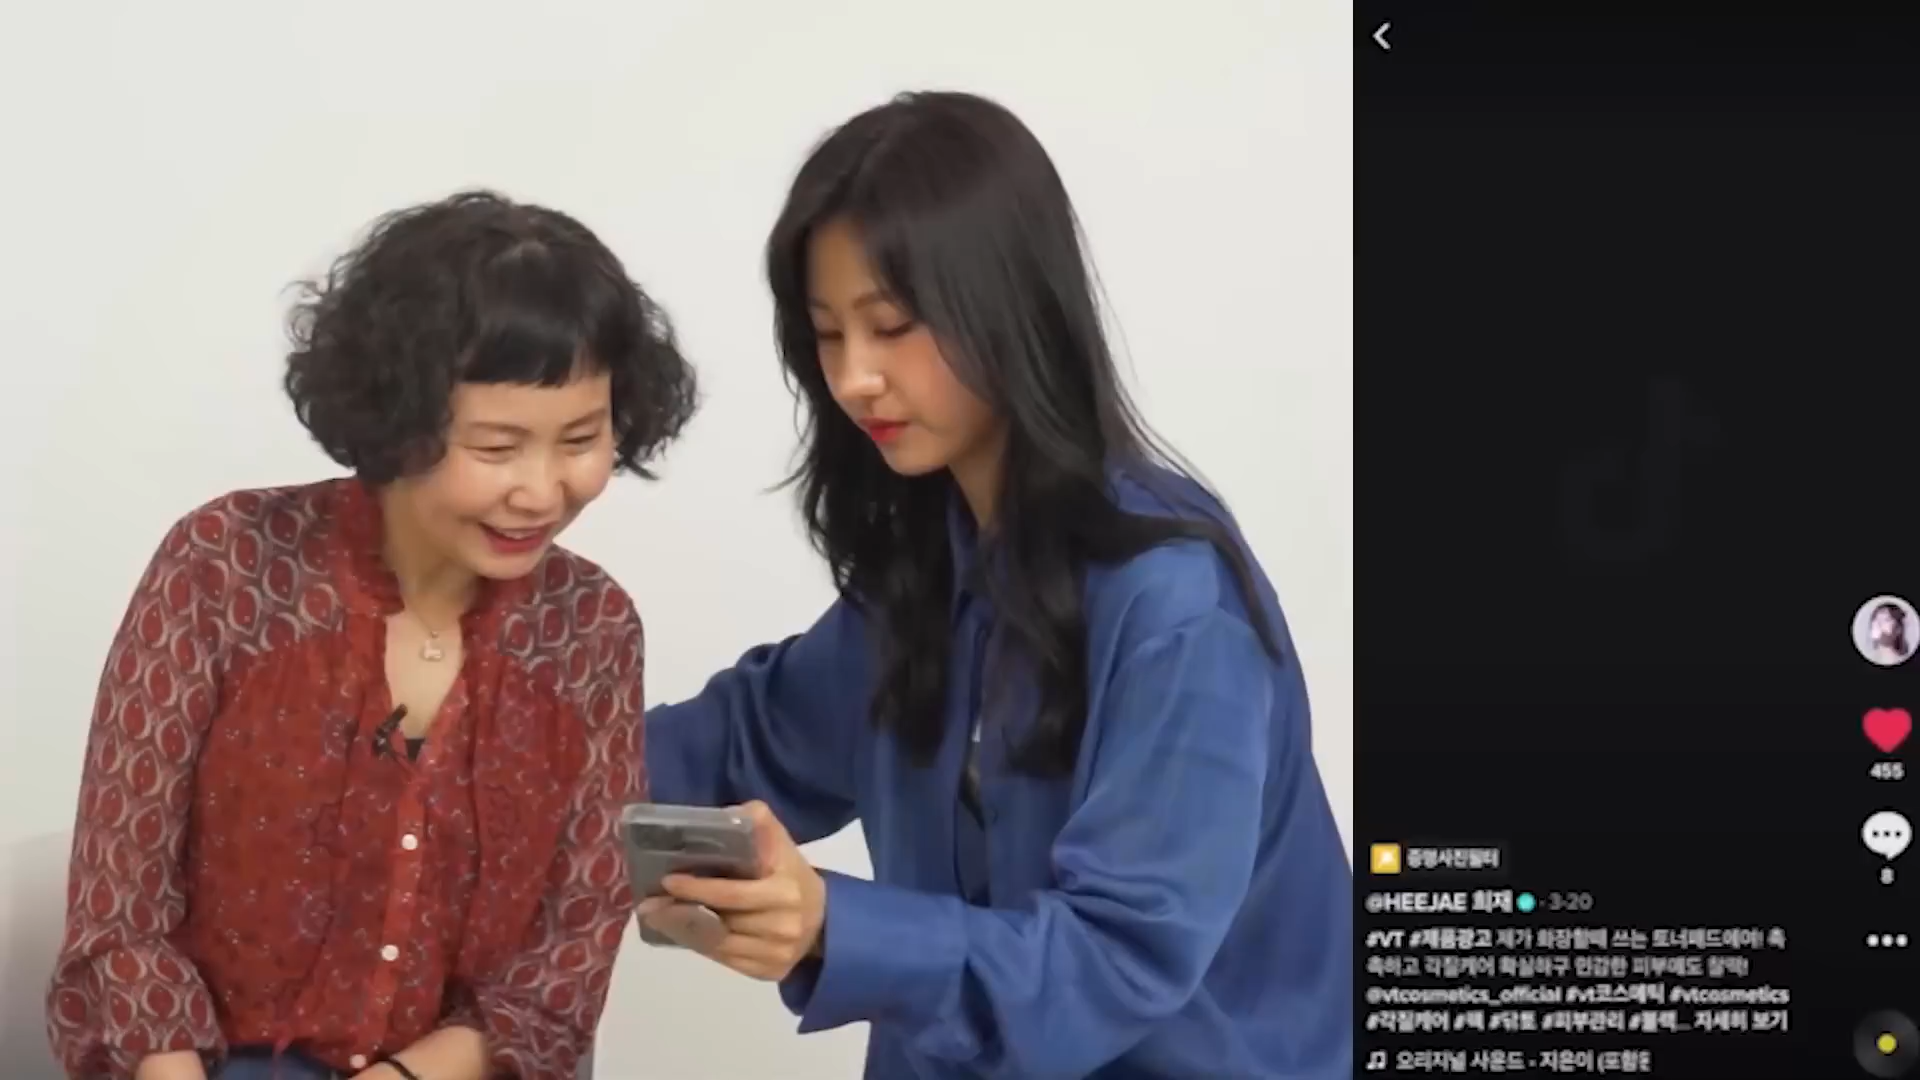 455
8
증명사진필터
@HEEJAE 희재 · 3-20
#VT #제품광고 제가 화장할때 쓰는 토너패드에여! 촉
촉하고 각질케어 확실하구 민감한 피부에도 찰떡!
@vtcosmetics_official #vt코스메틱 #vtcosmetics
#각질케어 #팩 #닦토 #피부관리 #블랙... 자세히 보기
오리지널 사운드 - 지은이 (포함된